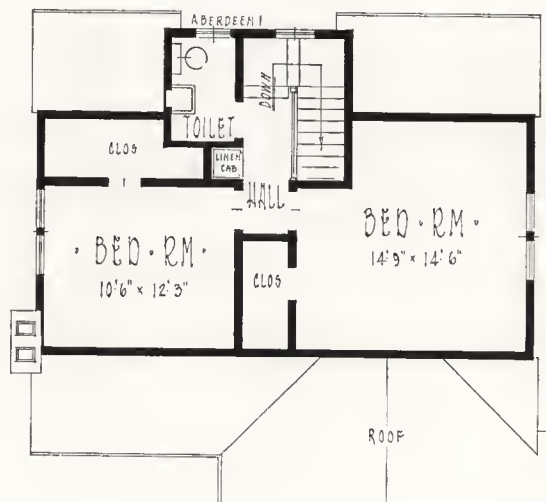 ABERDEEN 1
DOWN
TOILET
CLOS
LINEN
CAB.
HALL
BED • RM •
10'6" x 12'3"
BED • RM •
14'9" x 14'6"
CLOS
ROOF